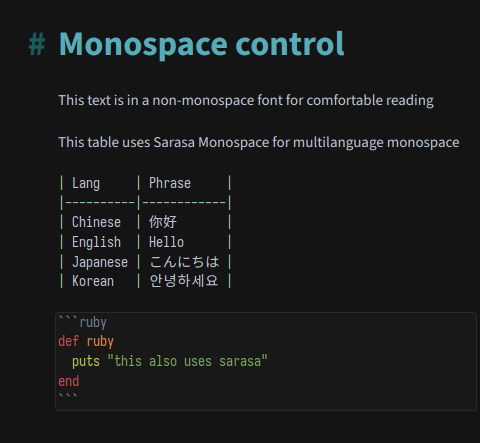 # Monospace control
This text is in a non-monospace font for comfortable reading
This table uses Sarasa Monospace for multilanguage monospace
| Lang     | Phrase     |
|----------|------------|
| Chinese  | 你好       |
| English  | Hello      |
| Japanese | こんにちは |
| Korean   | 안녕하세요 |
```ruby
def ruby
  puts "this also uses sarasa"
end
```